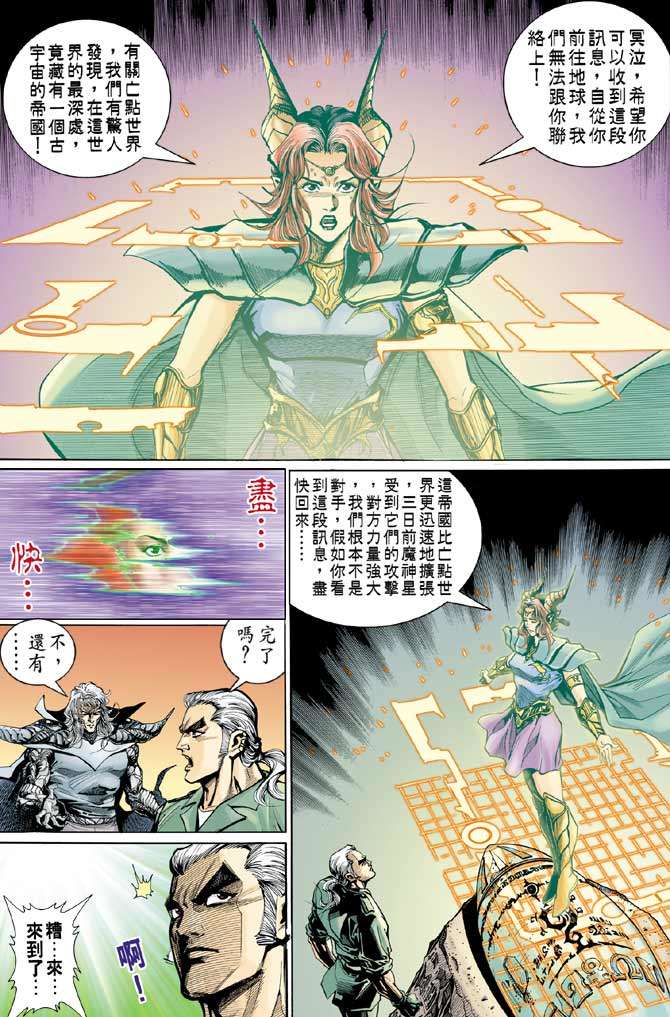 冥泣，希望你
可以收到這段
訊息，自從你
前往地球，我
們無法跟你聯
絡上！
有關亡點世界
，我們有驚人
發現，在這世
界的最深處，
竟藏有一個古
宇宙的帝國！
這帝國比亡點世
界更迅速地擴張
，三日前魔神星
受到它們的攻擊
，對方力量強大
，我們根本不是
對手，假如你看
到這段訊息，盡
快回來……
盡…
快…
完了
嗎？
不，
還有
……
啊！
糟…來…
來到了…